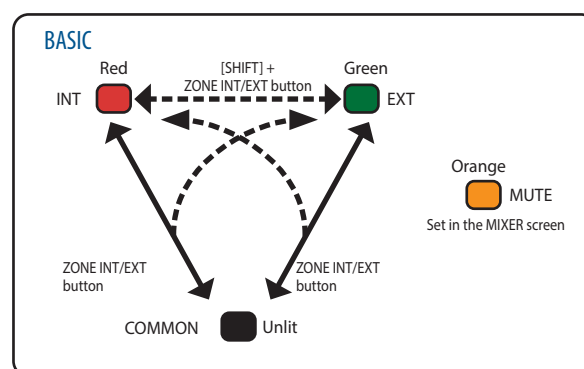 BASIC
Red
[SHIFT] +
ZONE INT/EXT button
Green
INT
EXT
Orange
MUTE
Set in the MIXER screen
ZONE INT/EXT
button
ZONE INT/EXT
button
COMMON
Unlit